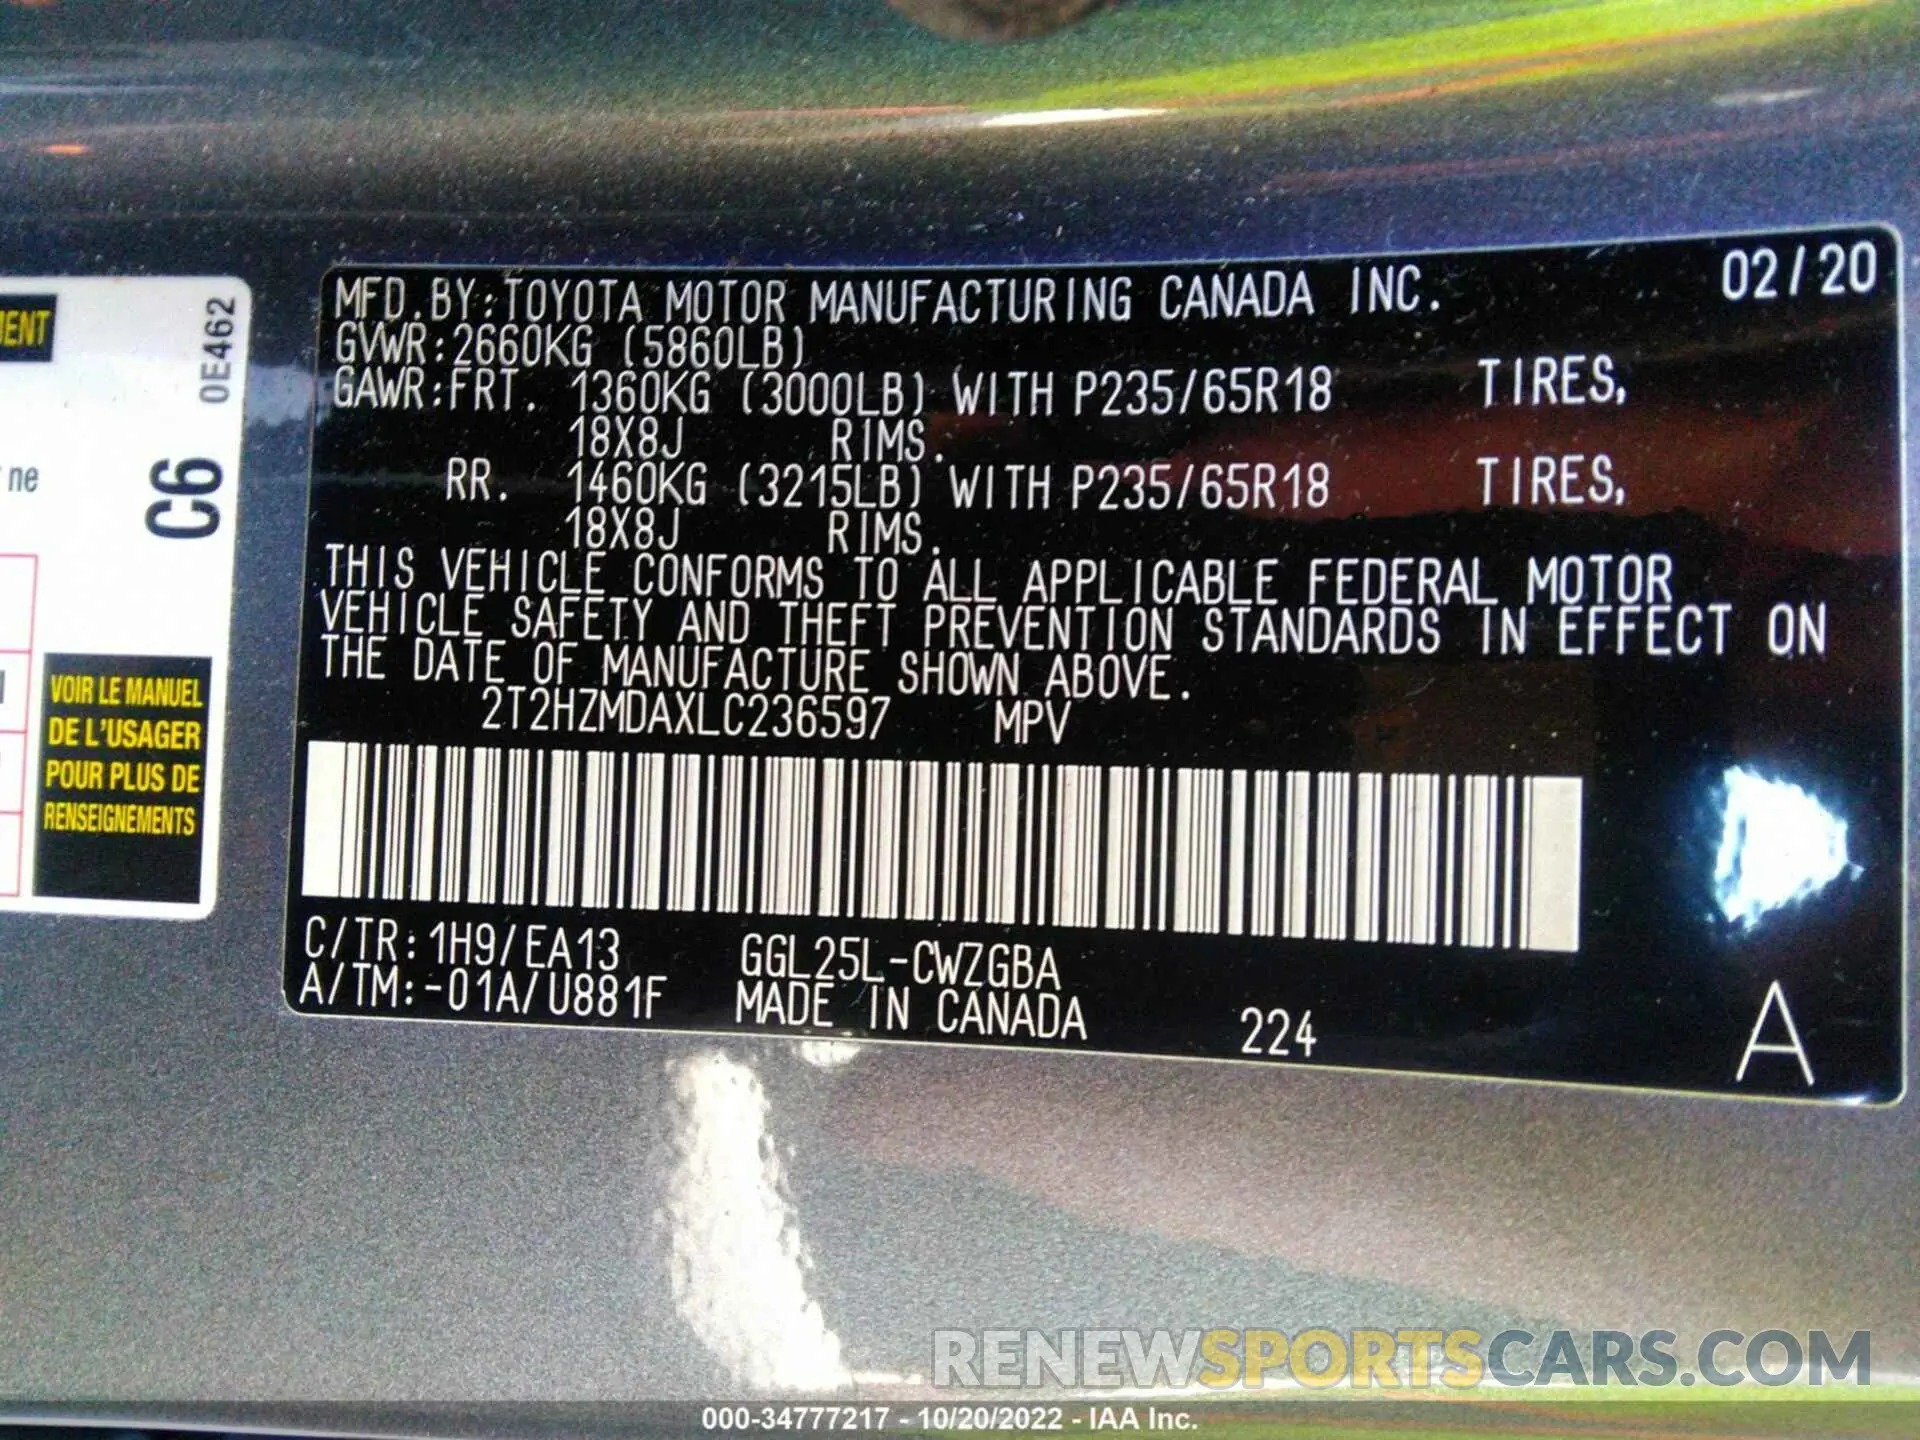 MFD.BY:TOYOTA MOTOR MANUFACTURING CANADA INC. 02/20
GVWR:2660KG (5860LB)
GAWR:FRT. 1360KG (3000LB) WITH P235/65R18 TIRES,
18X8J RIMS.
RR. 1460KG (3215LB) WITH P235/65R18 TIRES,
18X8J RIMS.
THIS VEHICLE CONFORMS TO ALL APPLICABLE FEDERAL MOTOR
VEHICLE SAFETY AND THEFT PREVENTION STANDARDS IN EFFECT ON
THE DATE OF MANUFACTURE SHOWN ABOVE.
2T2HZMDAXLC236597 MPV
C/TR:1H9/EA13 GGL25L-CWZGBA
A/TM:-01A/U881F MADE IN CANADA 224 A
0E462
C6
ne
VOIR LE MANUEL
DE L'USAGER
POUR PLUS DE
RENSEIGNEMENTS
RENEWSPORTSCARS.COM
000-34777217 - 10/20/2022 - IAA Inc.